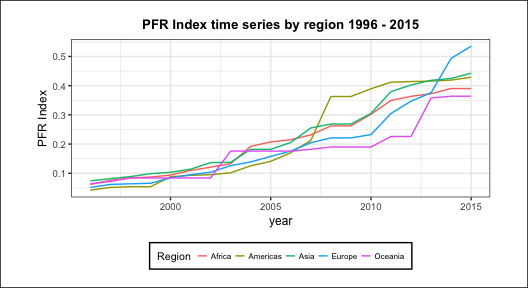 PFR Index time series by region 1996 - 2015
PFR Index
0.5
0.4
0.3
0.2
0.1
2000 2005 2010 2015
year
Region Africa Americas Asia Europe Oceania